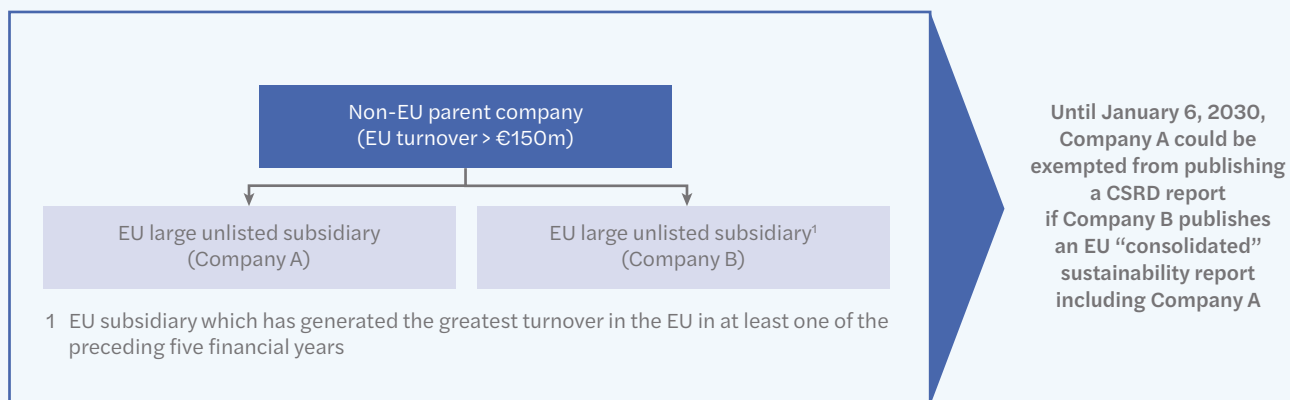 Non-EU parent company
(EU turnover > €150m)
EU large unlisted subsidiary
(Company A)
EU large unlisted subsidiary¹
(Company B)
1 EU subsidiary which has generated the greatest turnover in the EU in at least one of the
preceding five financial years
Until January 6, 2030,
Company A could be
exempted from publishing
a CSRD report
if Company B publishes
an EU “consolidated”
sustainability report
including Company A